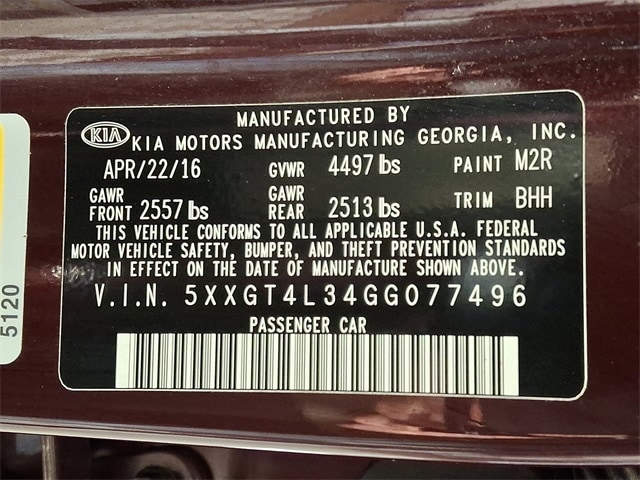 MANUFACTURED BY
KIA KIA MOTORS MANUFACTURING GEORGIA, INC.
APR/22/16 GVWR 4497 lbs PAINT M2R
GAWR FRONT 2557 lbs GAWR REAR 2513 lbs TRIM BHH
THIS VEHICLE CONFORMS TO ALL APPLICABLE U.S.A. FEDERAL
MOTOR VEHICLE SAFETY, BUMPER, AND THEFT PREVENTION STANDARDS
IN EFFECT ON THE DATE OF MANUFACTURE SHOWN ABOVE.
V.I.N. 5XXGT4L34GG077496
PASSENGER CAR
5120